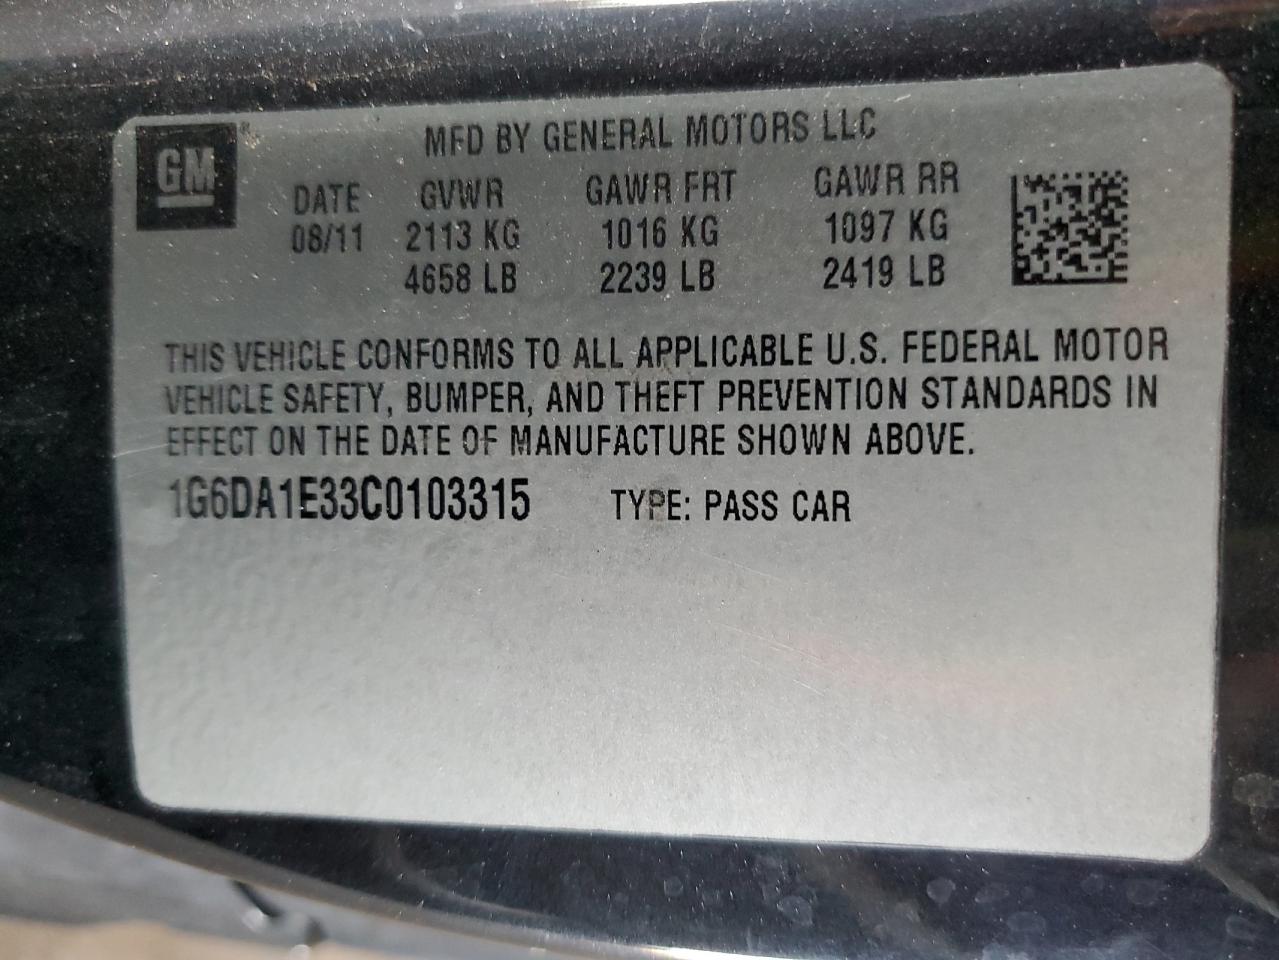 GM®
MFD BY GENERAL MOTORS LLC
DATE GVWR GAWR FRT GAWR RR
08/11 2113 KG 1016 KG 1097 KG
4658 LB 2239 LB 2419 LB
THIS VEHICLE CONFORMS TO ALL APPLICABLE U.S. FEDERAL MOTOR
VEHICLE SAFETY, BUMPER, AND THEFT PREVENTION STANDARDS IN
EFFECT ON THE DATE OF MANUFACTURE SHOWN ABOVE.
1G6DA1E33C0103315 TYPE: PASS CAR